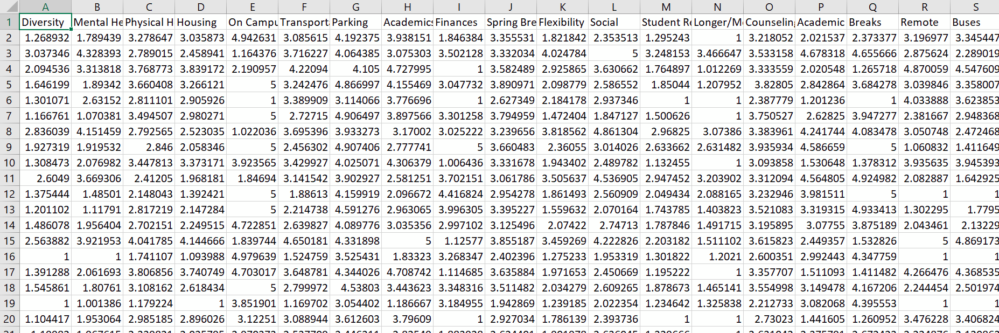 A B C D E F G H I J K L M N O P Q R S
1 Diversity Mental He Physical H Housing On Campu Transport Parking Academics Finances Spring Bre Flexibility Social Student Re Longer/M Counseling Academic Breaks Remote Buses
2 1.268932 1.789439 3.278647 3.035873 4.942631 3.085615 4.192375 3.938151 1.846384 3.355531 1.821842 2.353513 1.295243 1 3.218052 2.021537 2.373377 3.196977 3.345447
3 3.037346 4.328393 2.789015 2.458941 1.164376 3.716227 4.064385 3.075303 3.502128 3.332034 4.024784 5 3.248153 3.466647 3.533158 4.678318 4.655666 2.875624 2.289019
4 2.094536 3.313818 3.768773 3.839172 2.190957 4.22094 4.105 4.727995 1 3.582489 2.925865 3.630662 1.764897 1.012269 3.333559 2.020548 1.265718 4.870059 4.547609
5 1.646199 1.89342 3.660408 3.266121 5 3.242476 4.866997 4.155469 3.047732 3.890971 2.098779 2.586552 1.85044 1.207952 3.82805 2.842864 3.684278 3.039846 3.358007
6 1.301071 2.63152 2.811101 2.905926 1 3.389909 3.114066 3.776696 1 2.627349 2.184178 2.937346 1 1 2.387779 1.201236 1 4.033888 3.623853
7 1.166761 1.070381 3.494507 2.980271 5 2.72715 4.906497 3.897566 3.301258 3.794959 1.472404 1.847127 1.500626 1 3.750527 2.62825 3.947277 2.381667 2.948368
8 2.836039 4.151459 2.792565 2.523035 1.022036 3.695396 3.933273 3.17002 3.025222 3.239656 3.818562 4.861304 2.96825 3.07386 3.383961 4.241744 4.083478 3.050748 2.472468
9 1.927319 1.919532 2.846 2.058346 5 2.456302 4.907406 2.777741 5 3.660483 2.36055 3.014026 2.633662 2.631482 3.935934 4.586659 5 1.060832 1.411649
10 1.308473 2.076982 3.447813 3.373171 3.923565 3.429927 4.025071 4.306379 1.006436 3.331678 1.943402 2.489782 1.132455 1 3.093858 1.530648 1.378312 3.935635 3.945393
11 2.6049 3.669306 2.41205 1.968181 1.84694 3.141542 3.902927 2.581251 3.702151 3.061786 3.505637 4.536905 2.947452 3.203902 3.312094 4.564805 4.924982 2.082887 1.642925
12 1.375444 1.48501 2.148043 1.392421 5 1.88613 4.159919 2.096672 4.416824 2.954278 1.861493 2.560909 2.049434 2.088165 3.232946 3.981511 5 1 1
13 1.201102 1.11791 2.817219 2.147284 5 2.214738 4.591276 2.963065 3.996305 3.395227 1.559632 2.070164 1.743785 1.403823 3.521083 3.319315 4.933413 1.302295 1.7795
14 1.486078 1.956404 2.702151 2.249515 4.722851 2.639827 4.089776 3.035356 2.997102 3.125496 2.07422 2.74713 1.787846 1.491715 3.195895 3.07755 3.875189 2.043461 2.13229
15 2.563882 3.921953 4.041785 4.144666 1.839744 4.650181 4.331898 5 1.12577 3.855187 3.459269 4.222826 2.203182 1.511102 3.615823 2.449357 1.532826 5 4.869173
16 1 1 1.741107 1.093988 4.979639 1.524759 3.525431 1.83323 3.268347 2.402396 1.275233 1.953319 1.301822 1.2021 2.600351 2.992443 4.347759 1 1
17 1.391288 2.061693 3.806856 3.740749 4.703017 3.648781 4.344026 4.708742 1.114685 3.635884 1.971653 2.450669 1.195222 1 3.357707 1.511093 1.411482 4.266476 4.368535
18 1.545861 1.80761 3.108162 2.618434 5 2.799972 4.53803 3.443623 3.348316 3.511482 2.034279 2.609265 1.878673 1.465141 3.554998 3.149478 4.167206 2.244454 2.501974
19 1 1.001386 1.179224 1 3.851901 1.169702 3.054402 1.186667 3.184955 1.942869 1.239185 2.022354 1.234642 1.325838 2.212733 3.082068 4.395553 1 1
20 1.104417 1.953064 2.985185 2.896026 3.12251 3.088944 3.612603 3.79609 1 2.927034 1.786139 2.393736 1 1 2.73023 1.441605 1.260952 3.476228 3.406824